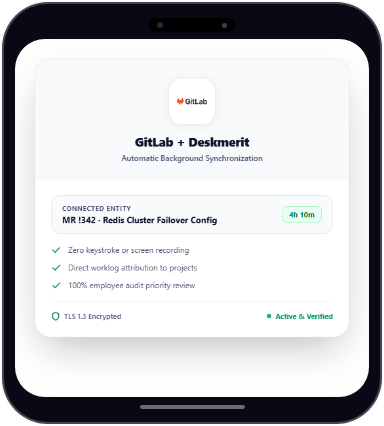 GitLab
GitLab + Deskmerit
Automatic Background Synchronization
CONNECTED ENTITY
MR !342 · Redis Cluster Failover Config
4h 10m
Zero keystroke or screen recording
Direct worklog attribution to projects
100% employee audit priority review
TLS 1.3 Encrypted
Active & Verified